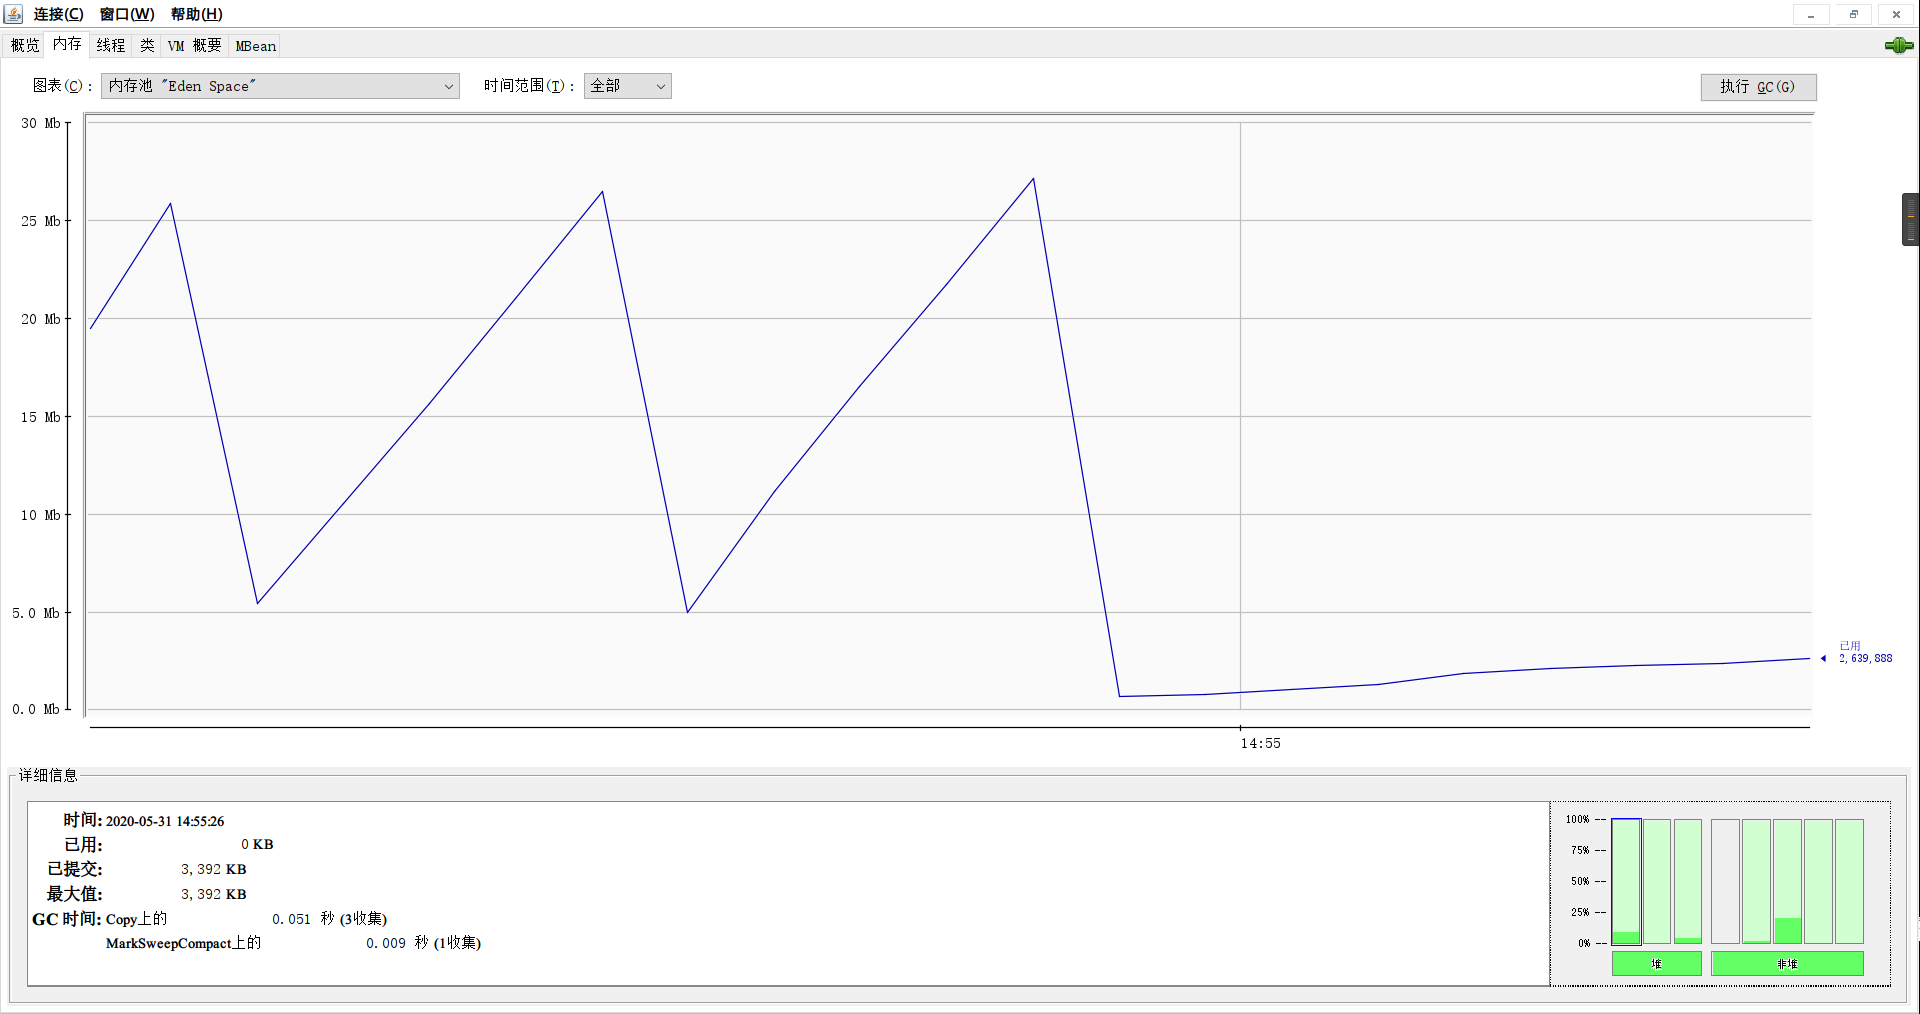 连接(C) 窗口(W) 帮助(H)
概览 内存 线程 类 VM 概要 MBean
图表(C): 内存池 "Eden Space" 时间范围(T): 全部 执行 GC(G)
30 Mb
25 Mb
20 Mb
15 Mb
10 Mb
5.0 Mb
0.0 Mb
已用
2,639,888
14:55
详细信息
时间: 2020-05-31 14:55:26
已用: 0 KB
已提交: 3,392 KB
最大值: 3,392 KB
GC 时间: Copy上的 0.051 秒 (3收集)
MarkSweepCompact上的 0.009 秒 (1收集)
100% --
75% --
50% --
25% --
0% --
堆 非堆